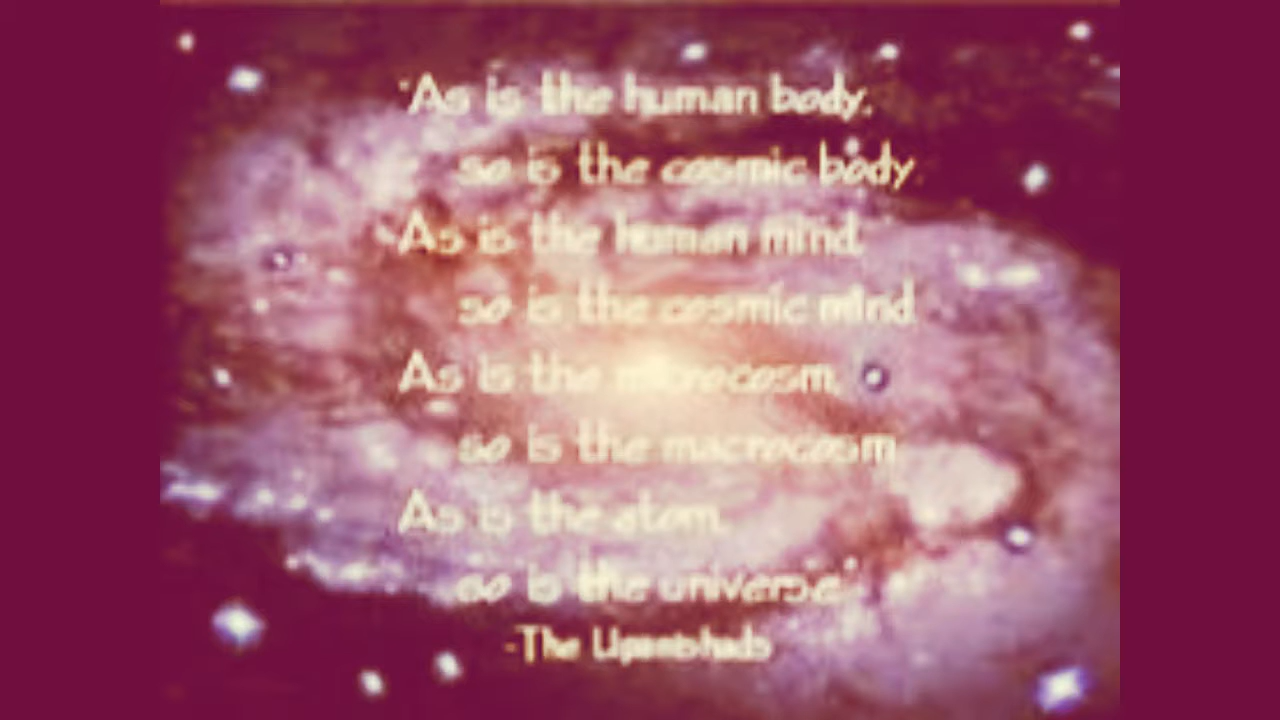 "As is the human body,
so is the cosmic body.
As is the human mind,
so is the cosmic mind.
As is the microcosm,
so is the macrocosm.
As is the atom,
so is the universe."
-The Upanishads